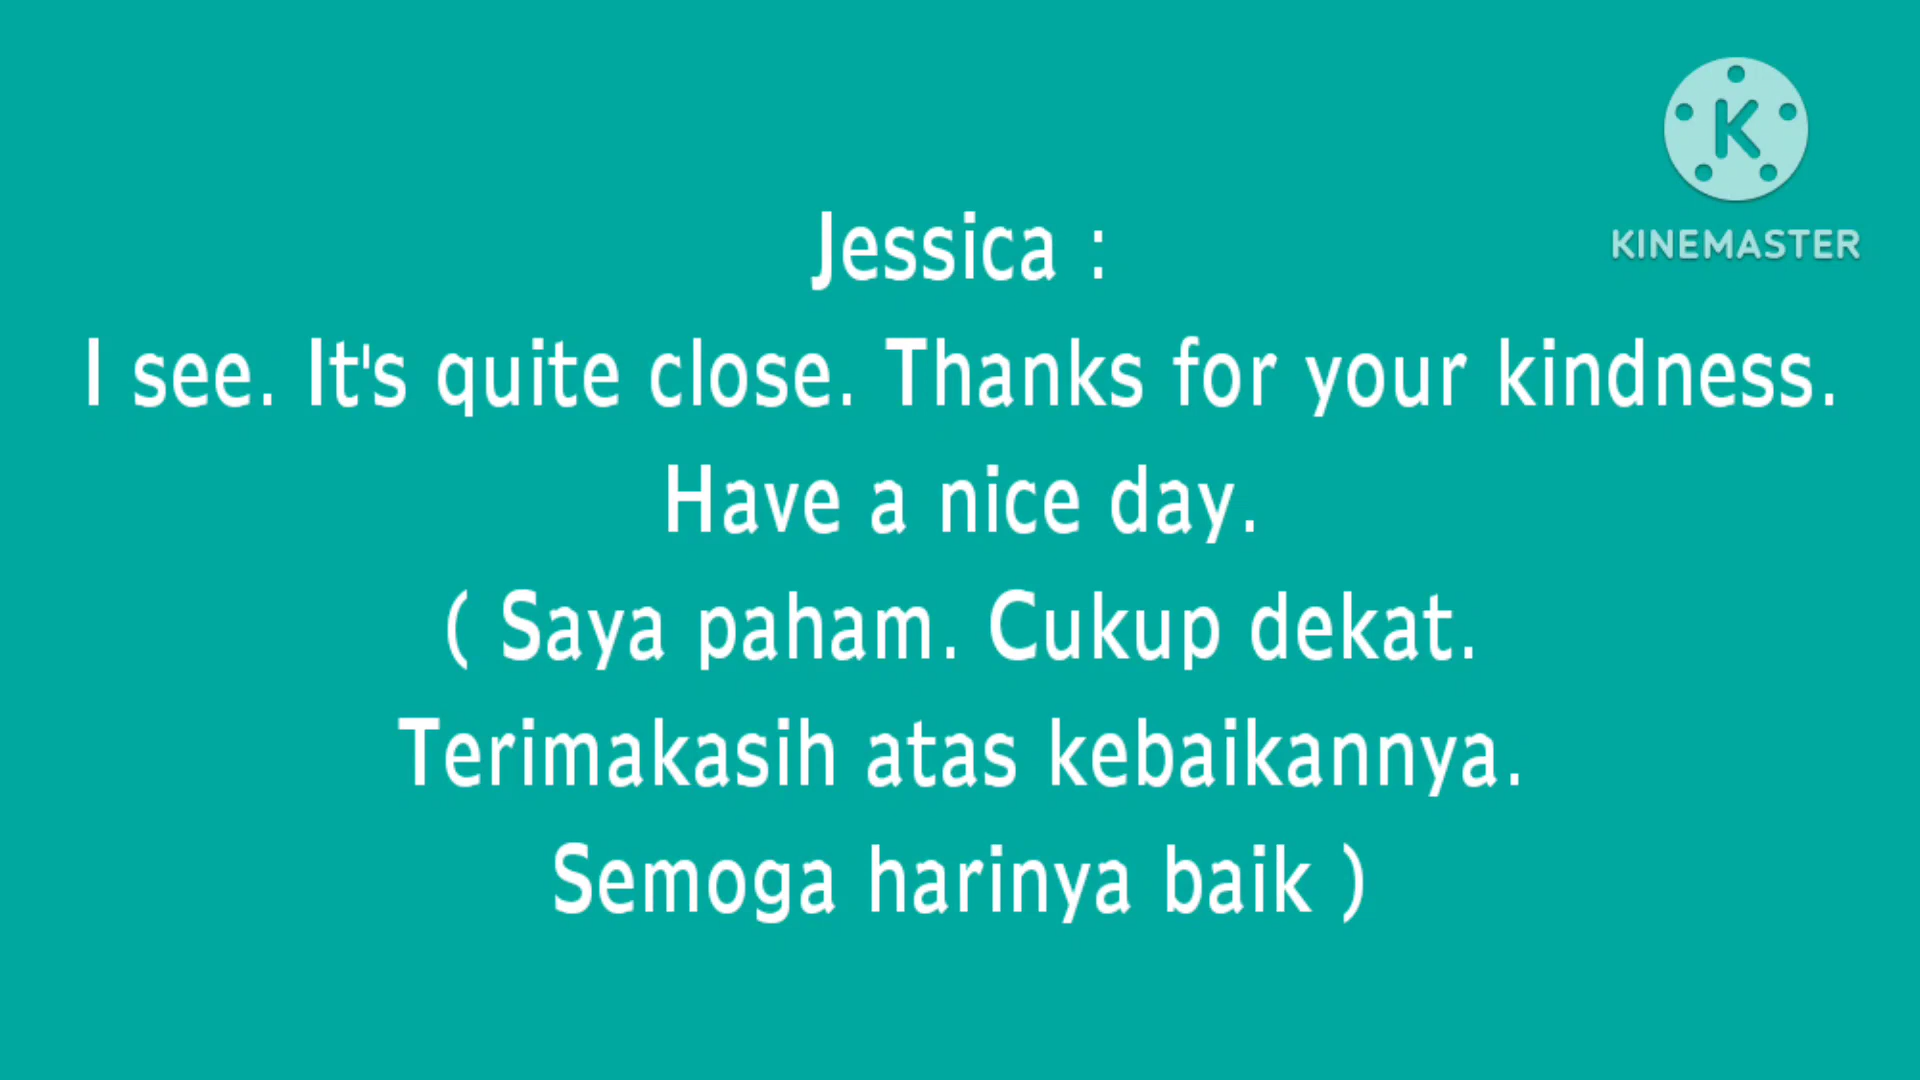 K
KINEMASTER
Jessica :
I see. It's quite close. Thanks for your kindness.
Have a nice day.
( Saya paham. Cukup dekat.
Terimakasih atas kebaikannya.
Semoga harinya baik )